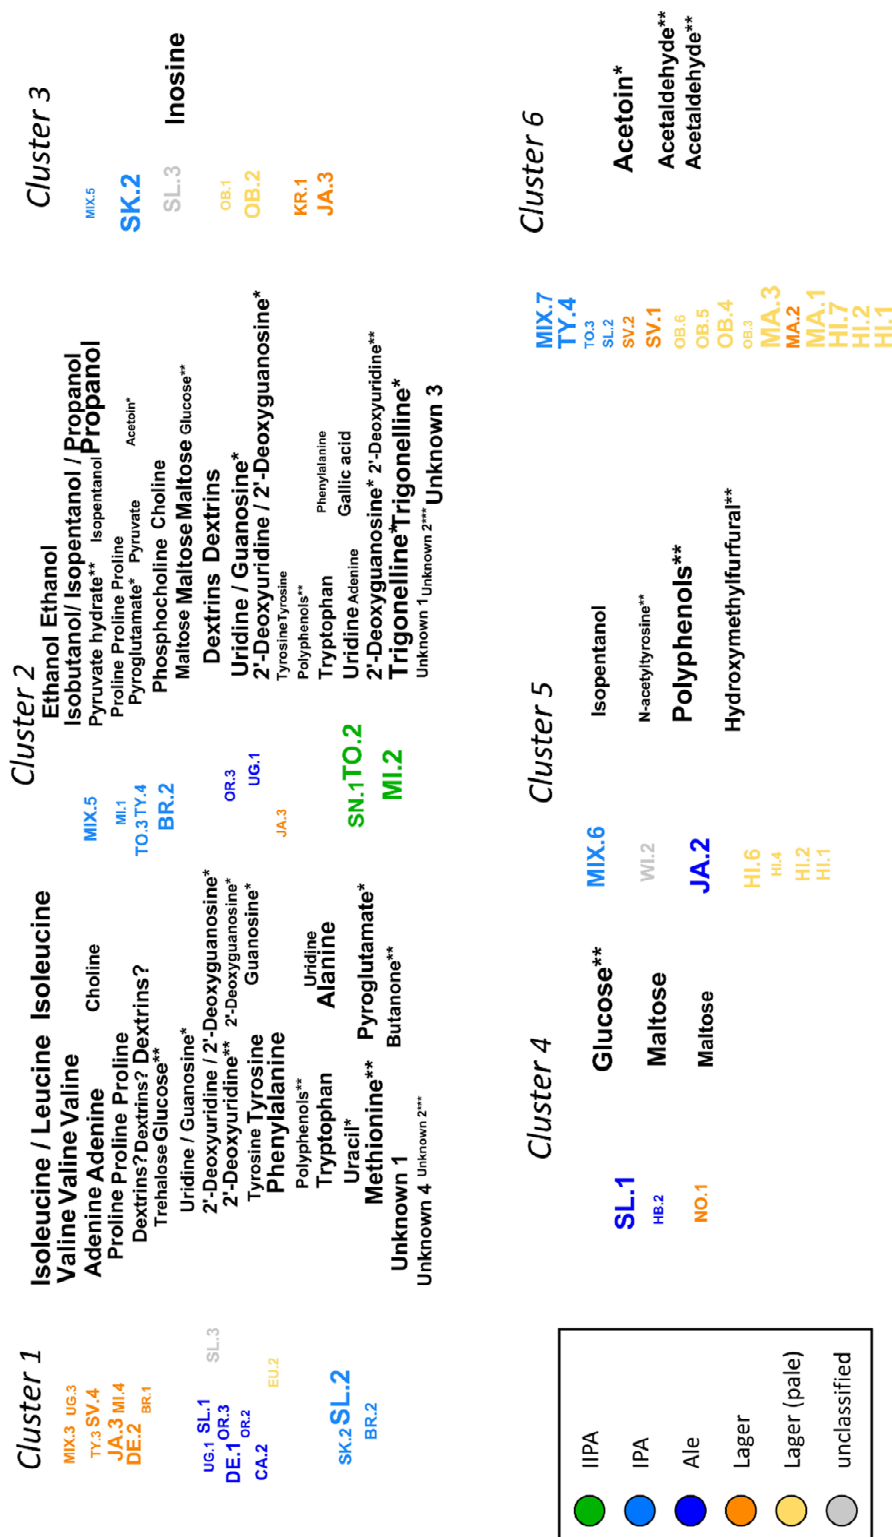 Cluster 1
MIX.3 UG.3
TY.3 SV.4
JA.3 MI.4
DE.2 BR.1
UG.1 SL.1 SL.3
DE.1 OR.3
OR.2
CA.2
EU.2
SK.2 SL.2
BR.2
Isoleucine / Leucine Isoleucine
Valine Valine Valine
Adenine Adenine Choline
Proline Proline Proline
Dextrins? Dextrins? Dextrins?
Trehalose Glucose**
Uridine / Guanosine*
2'-Deoxyuridine / 2'-Deoxyguanosine*
2'-Deoxyuridine** 2'-Deoxyguanosine*
Tyrosine Tyrosine Guanosine*
Phenylalanine
Polyphenols** Uridine
Tryptophan Alanine
Uracil*
Methionine** Pyroglutamate*
Unknown 1 Butanone**
Unknown 4 Unknown 2***
Cluster 2
MIX.5
MI.1
TO.3 TY.4
BR.2
OR.3
UG.1
JA.3
SN.1 TO.2
MI.2
Ethanol Ethanol
Isobutanol/ Isopentanol / Propanol
Pyruvate hydrate** Isopentanol Propanol
Proline Proline Proline
Pyroglutamate* Pyruvate Acetoin*
Phosphocholine Choline
Maltose Maltose Maltose Glucose**
Dextrins Dextrins
Uridine / Guanosine*
2'-Deoxyuridine / 2'-Deoxyguanosine*
Tyrosine Tyrosine
Polyphenols**
Tryptophan Phenylalanine
Uridine Adenine Gallic acid
2'-Deoxyguanosine* 2'-Deoxyuridine**
Trigonelline* Trigonelline*
Unknown 1 Unknown 2*** Unknown 3
Cluster 3
MIX.5
SK.2
SL.3 Inosine
OB.1
OB.2
KR.1
JA.3
IIPA
IPA
Ale
Lager
Lager (pale)
unclassified
Cluster 4
SL.1 Glucose**
HB.2 Maltose
NO.1 Maltose
Cluster 5
MIX.6 Isopentanol
WI.2 N-acetyltyrosine**
JA.2 Polyphenols**
HI.6 Hydroxymethylfurfural**
HI.4
HI.2
HI.1
Cluster 6
MIX.7
TY.4
TO.3
SL.2
SV.2 Acetoin*
SV.1
OB.6 Acetaldehyde**
OB.5 Acetaldehyde**
OB.4
OB.3
MA.3
MA.2
MA.1
HI.7
HI.2
HI.1